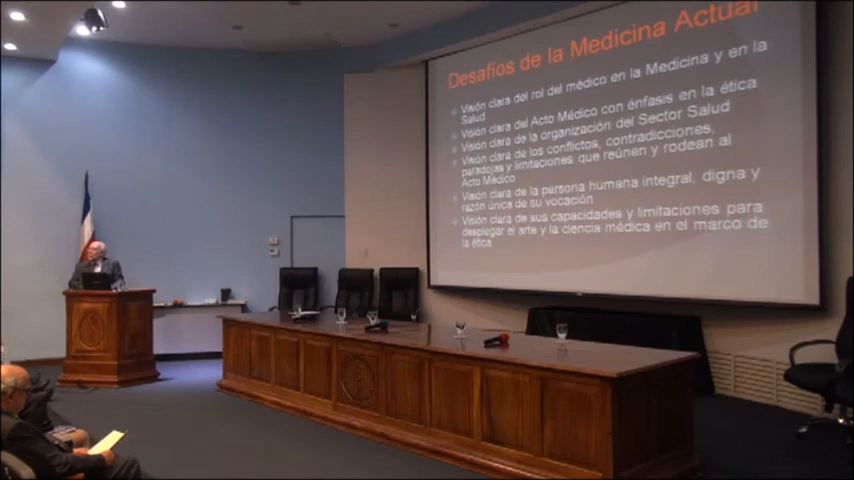 Desafíos de la Medicina Actual
Visión clara del rol del médico en la Medicina y en la
Salud
Visión clara del Acto Médico con énfasis en la ética
Visión clara de la organización del Sector Salud
Visión clara de los conflictos, contradicciones,
paradojas y limitaciones que reúnen y rodean al
Acto Médico
Visión clara de la persona humana integral, digna y
razón única de su vocación
Visión clara de sus capacidades y limitaciones para
desplegar el arte y la ciencia médica en el marco de
la ética